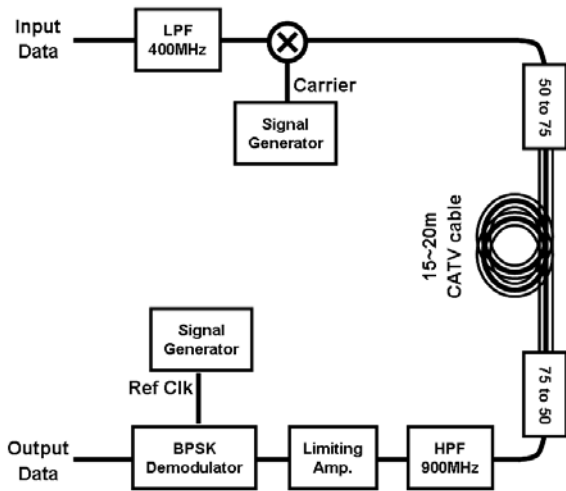 Input
Data
LPF
400MHz
Carrier
Signal
Generator
50 to 75
15~20m
CATV cable
75 to 50
Signal
Generator
Ref Clk
Output
Data
BPSK
Demodulator
Limiting
Amp.
HPF
900MHz